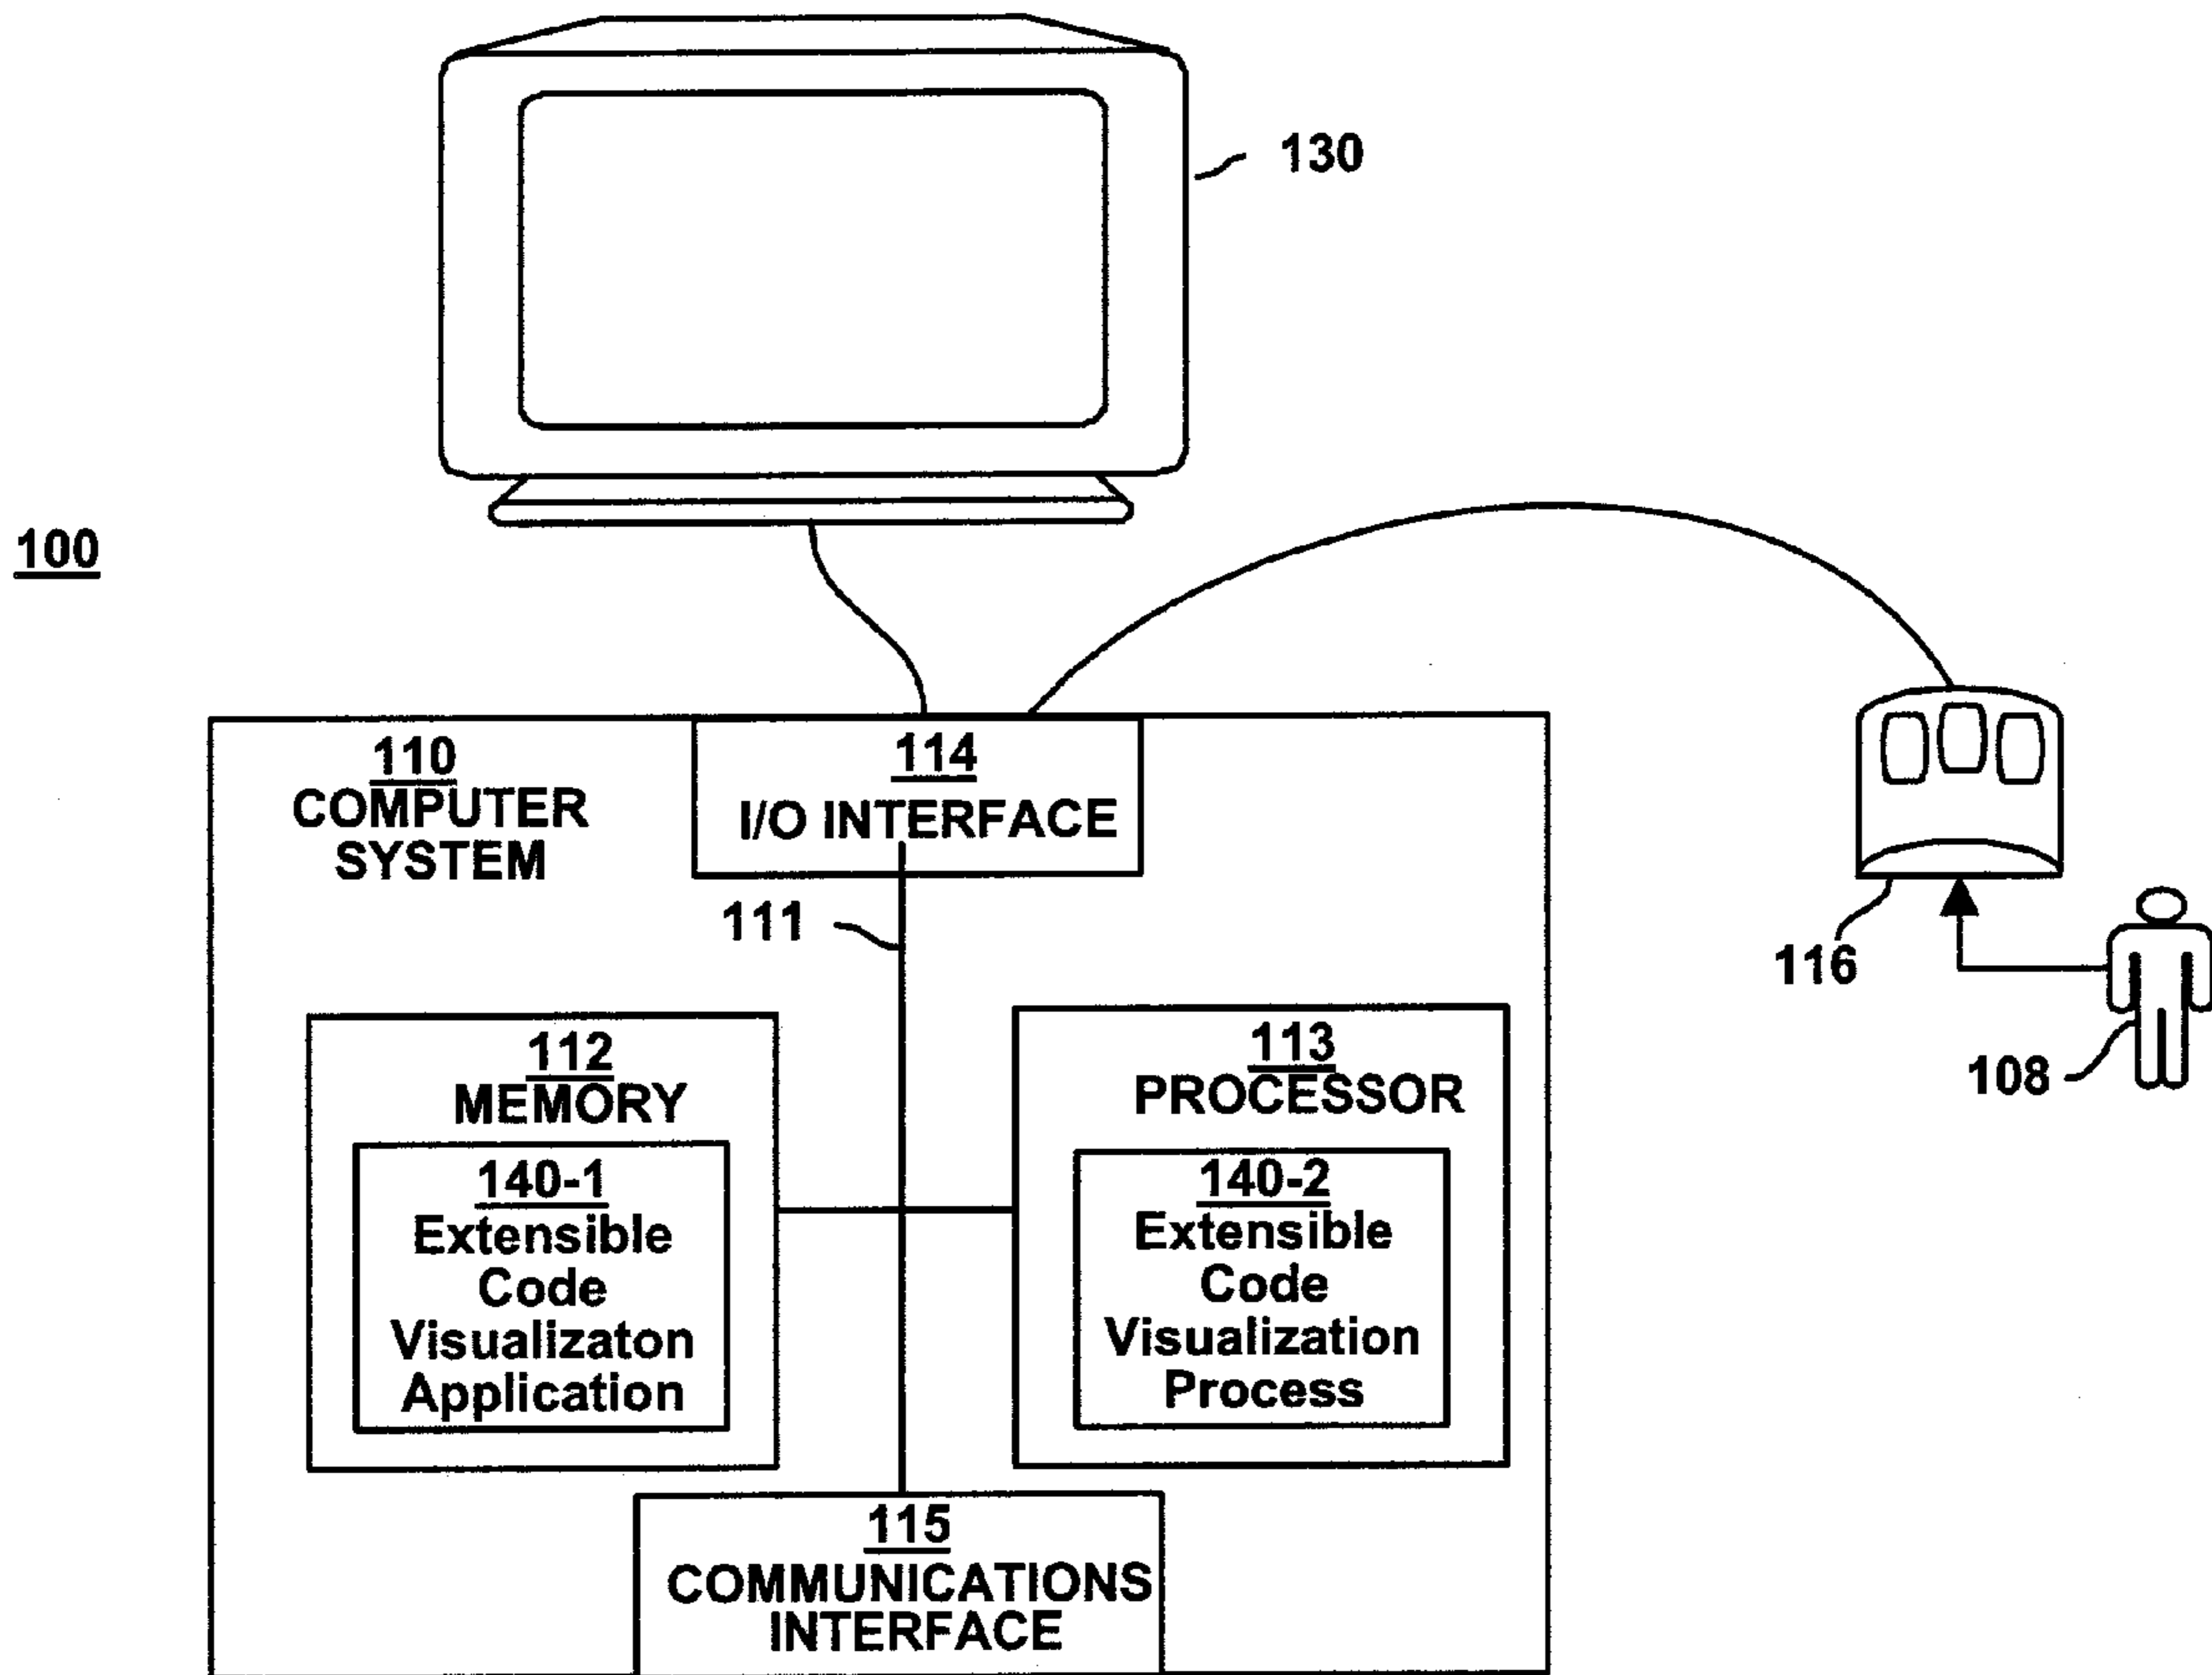 130
100
110
COMPUTER
SYSTEM
114
I/O INTERFACE
111
116
108
112
MEMORY
140-1
Extensible
Code
Visualizaton
Application
113
PROCESSOR
140-2
Extensible
Code
Visualization
Process
115
COMMUNICATIONS
INTERFACE